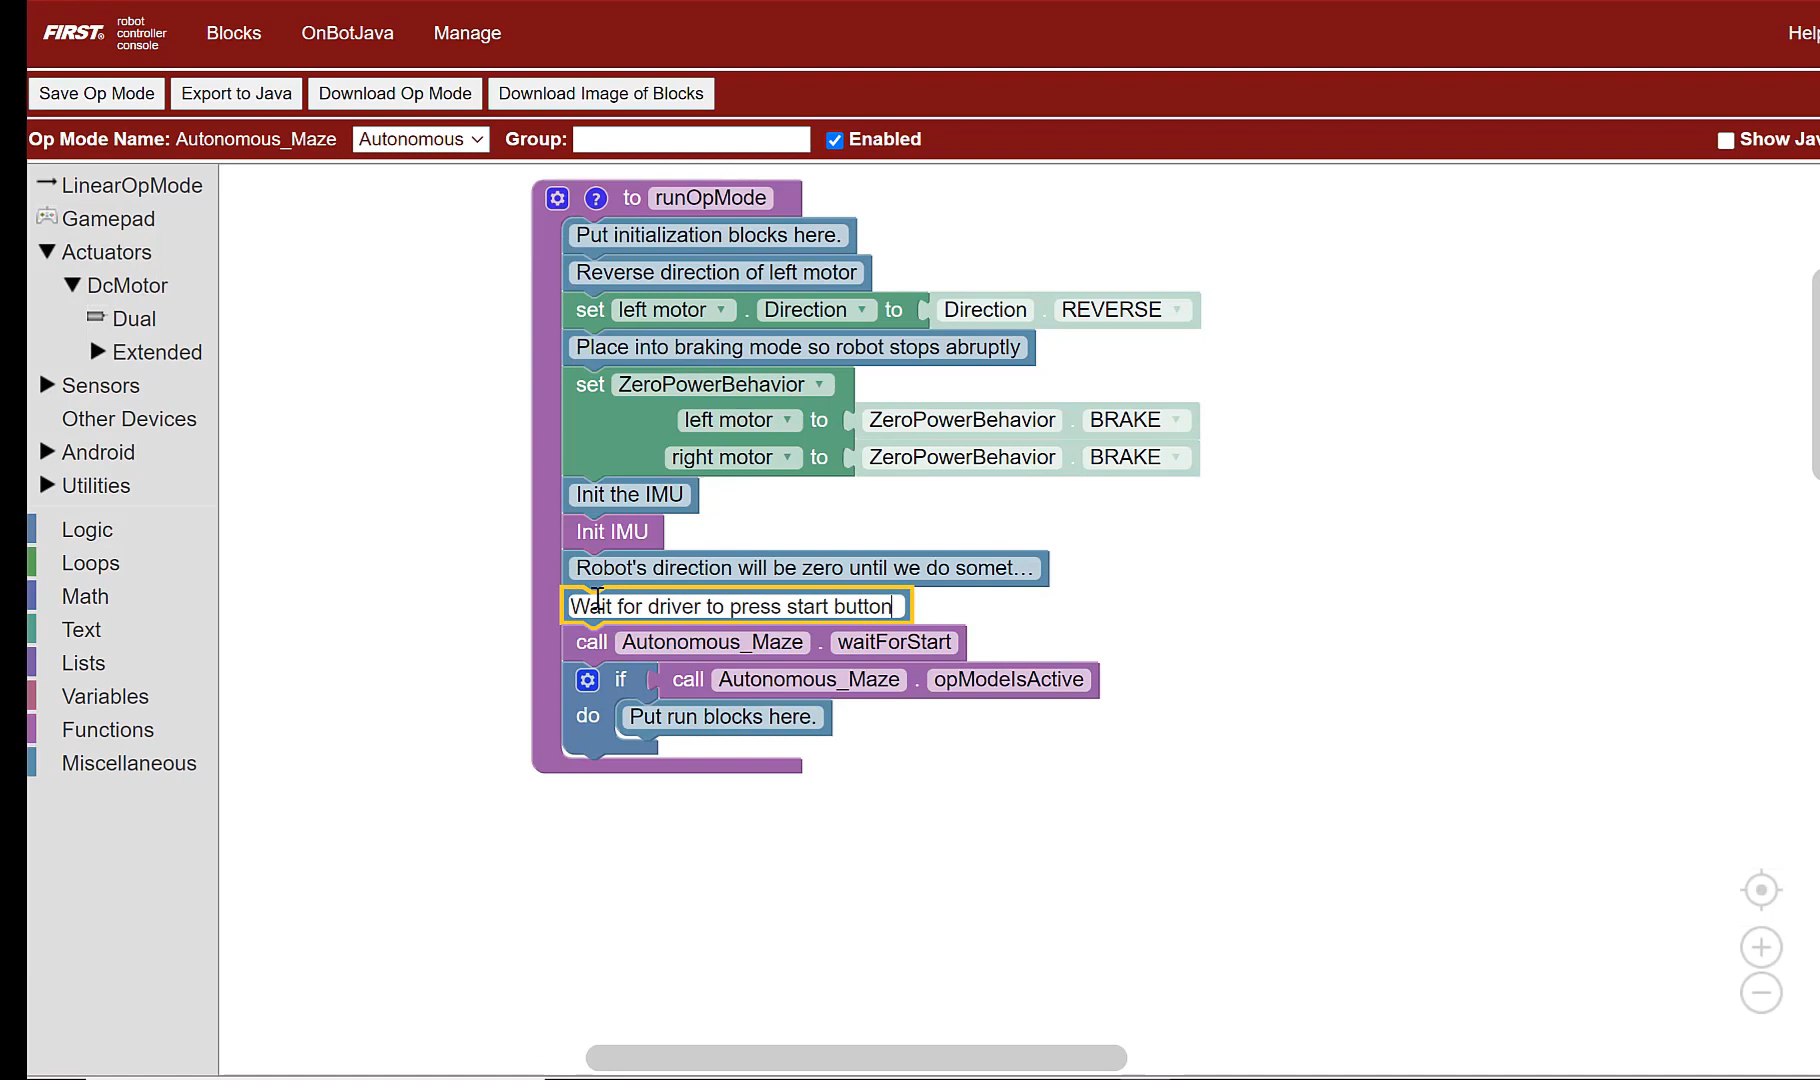 FIRST® robot controller console Blocks OnBotJava Manage Help
Save Op Mode Export to Java Download Op Mode Download Image of Blocks
Op Mode Name: Autonomous_Maze Autonomous Group: Enabled Show Jav
LinearOpMode
Gamepad
Actuators
DcMotor
Dual
Extended
Sensors
Other Devices
Android
Utilities
Logic
Loops
Math
Text
Lists
Variables
Functions
Miscellaneous
? to runOpMode
Put initialization blocks here.
Reverse direction of left motor
set left motor . Direction to Direction . REVERSE
Place into braking mode so robot stops abruptly
set ZeroPowerBehavior
left motor to ZeroPowerBehavior . BRAKE
right motor to ZeroPowerBehavior . BRAKE
Init the IMU
Init IMU
Robot's direction will be zero until we do somet...
Wait for driver to press start button
call Autonomous_Maze . waitForStart
if call Autonomous_Maze . opModeIsActive
do Put run blocks here.